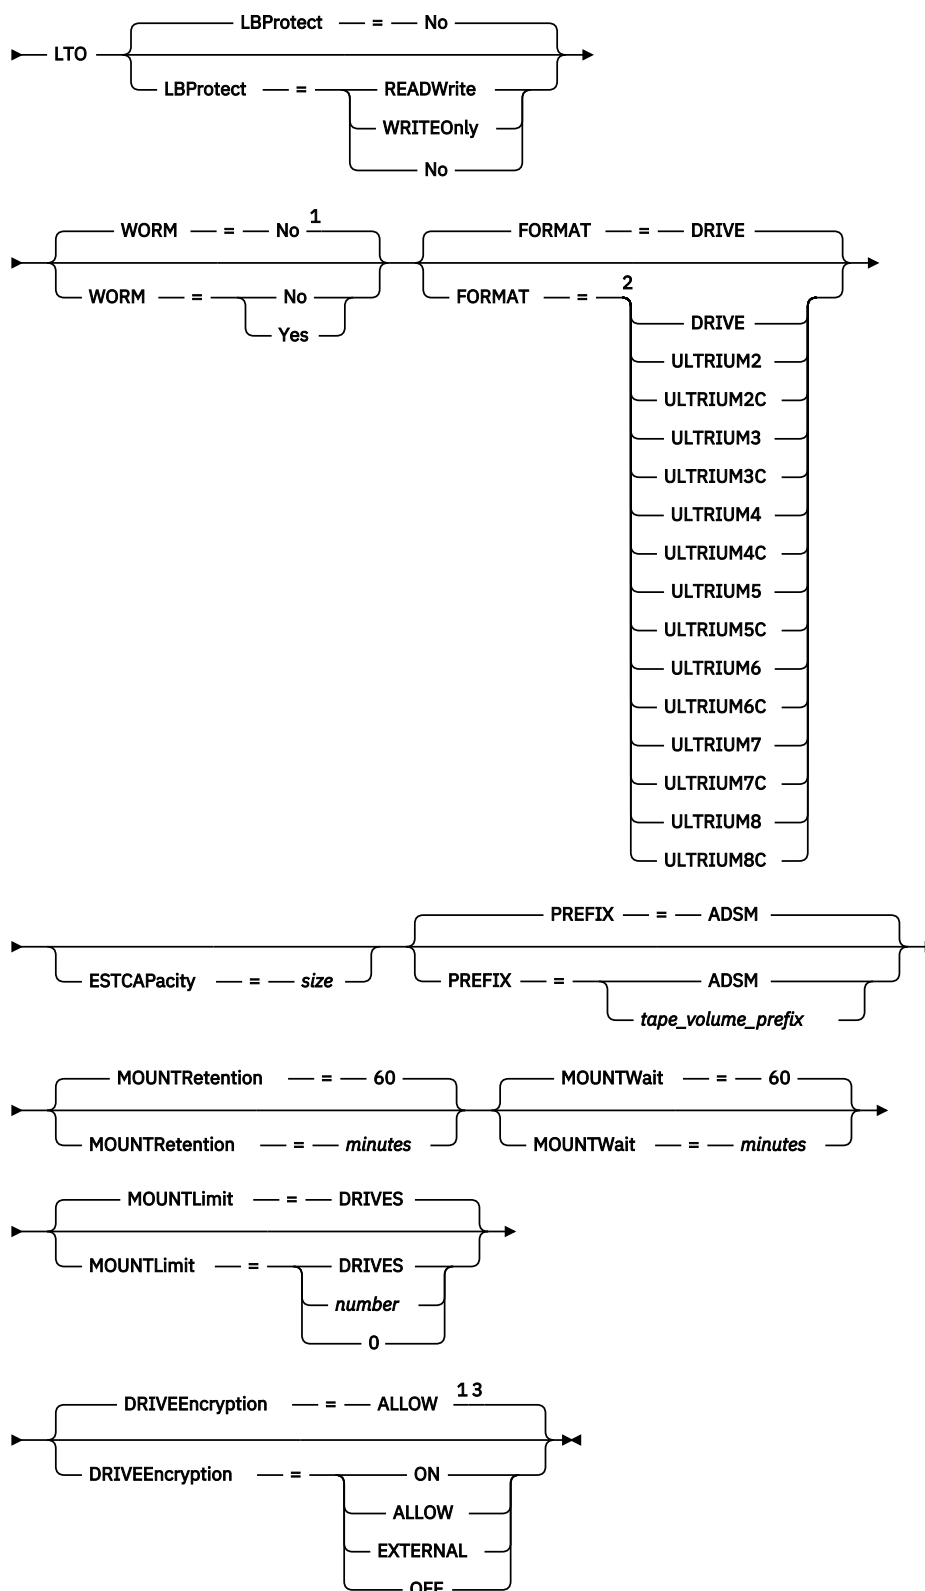 LBProtect = No
LTO
LBProtect = READWrite
WRITEOnly
No
WORM = No 1 FORMAT = DRIVE
WORM = No FORMAT = 2
Yes DRIVE
ULTRIUM2
ULTRIUM2C
ULTRIUM3
ULTRIUM3C
ULTRIUM4
ULTRIUM4C
ULTRIUM5
ULTRIUM5C
ULTRIUM6
ULTRIUM6C
ULTRIUM7
ULTRIUM7C
ULTRIUM8
ULTRIUM8C
PREFIX = ADSM
ESTCAPacity = size PREFIX = ADSM
tape_volume_prefix
MOUNTRetention = 60 MOUNTWait = 60
MOUNTRetention = minutes MOUNTWait = minutes
MOUNTLimit = DRIVES
MOUNTLimit = DRIVES
number
0
DRIVEEncryption = ALLOW 1 3
DRIVEEncryption = ON
ALLOW
EXTERNAL
OFF